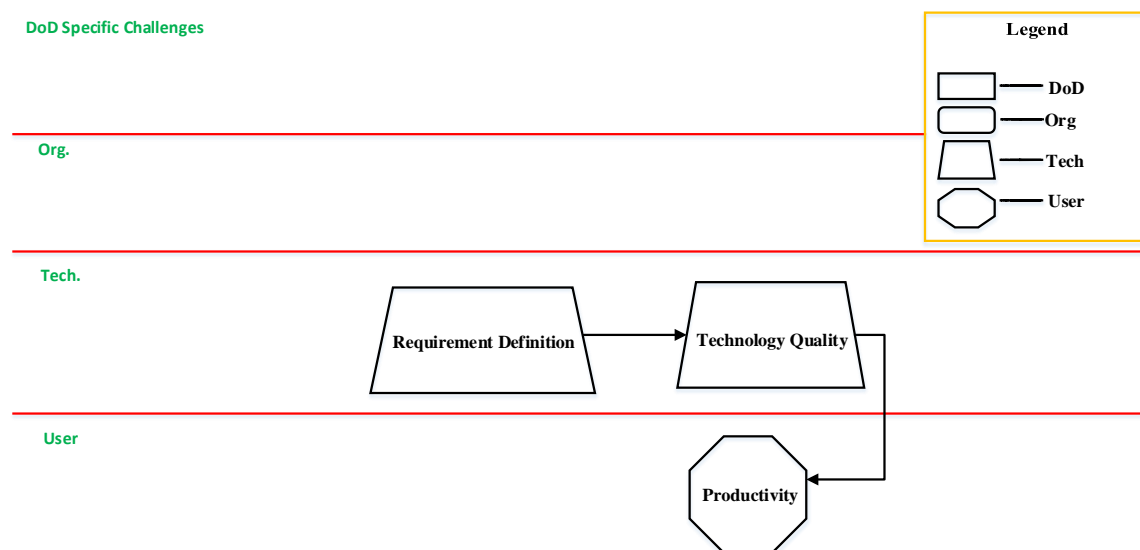 DoD Specific Challenges
Legend
DoD
Org
Tech
User
Org.
Tech.
Requirement Definition
Technology Quality
User
Productivity